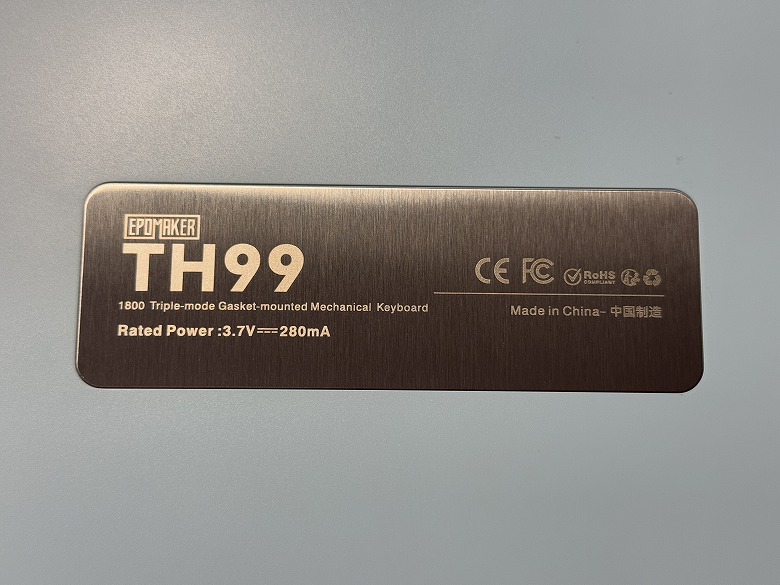 EPOMAKER
TH99
1800 Triple-mode Gasket-mounted Mechanical Keyboard
Rated Power :3.7V⎓280mA
CE FC RoHS
COMPLIANT
Made in China- 中国制造